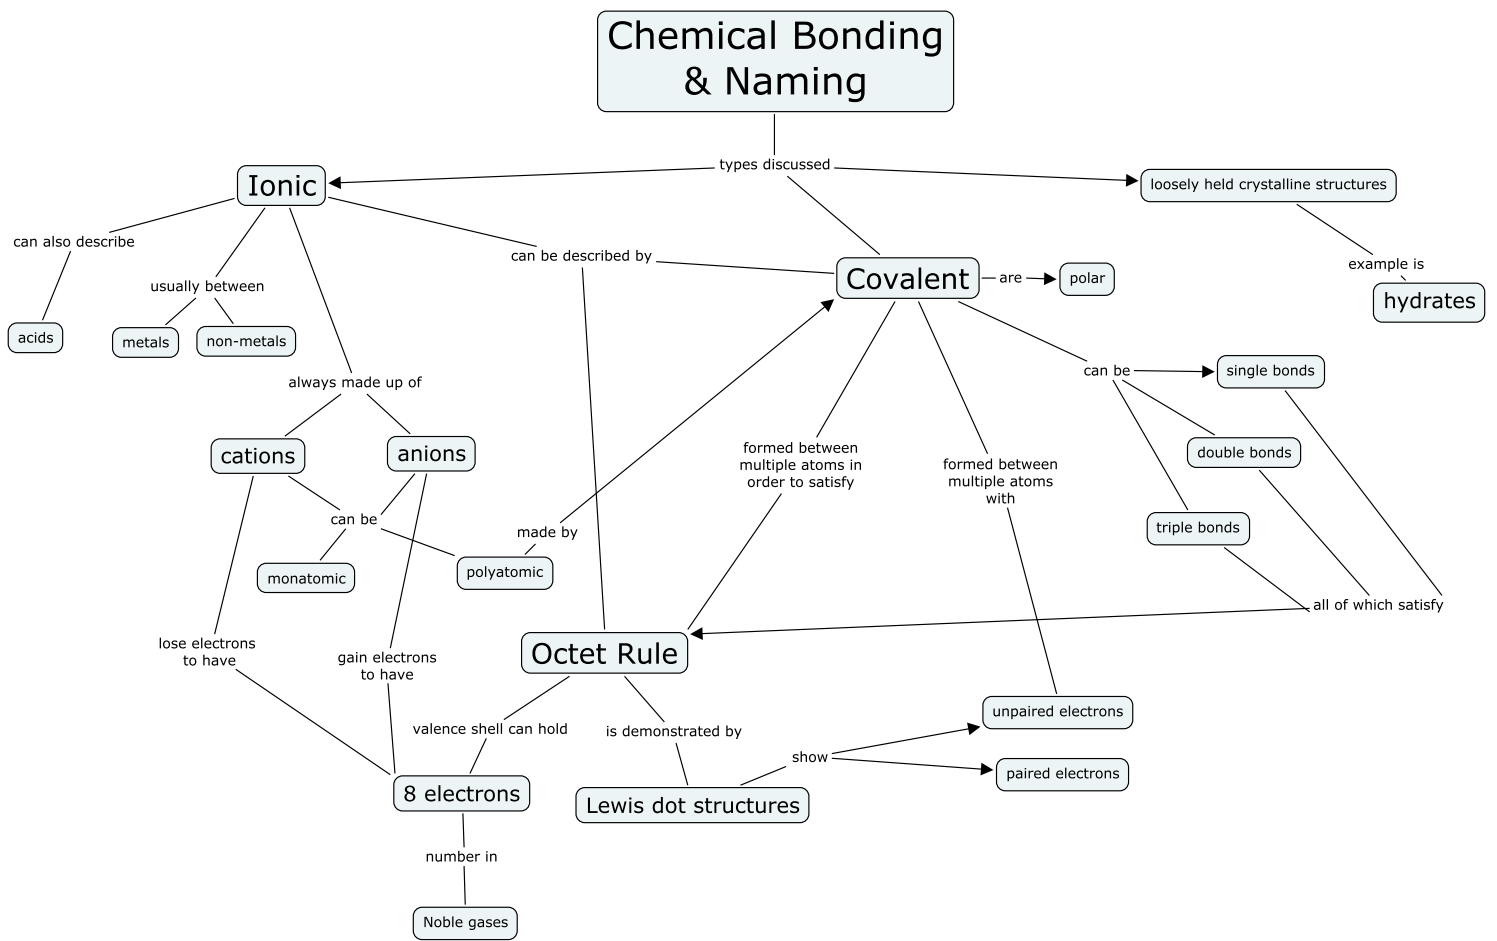 Chemical Bonding
& Naming
types discussed
Ionic
loosely held crystalline structures
can also describe
can be described by
example is
Covalent
are
polar
usually between
hydrates
acids
metals
non-metals
can be
single bonds
always made up of
cations
anions
formed between
multiple atoms in
order to satisfy
formed between
multiple atoms
with
double bonds
can be
made by
triple bonds
monatomic
polyatomic
all of which satisfy
lose electrons
to have
gain electrons
to have
Octet Rule
unpaired electrons
valence shell can hold
is demonstrated by
show
paired electrons
8 electrons
Lewis dot structures
number in
Noble gases